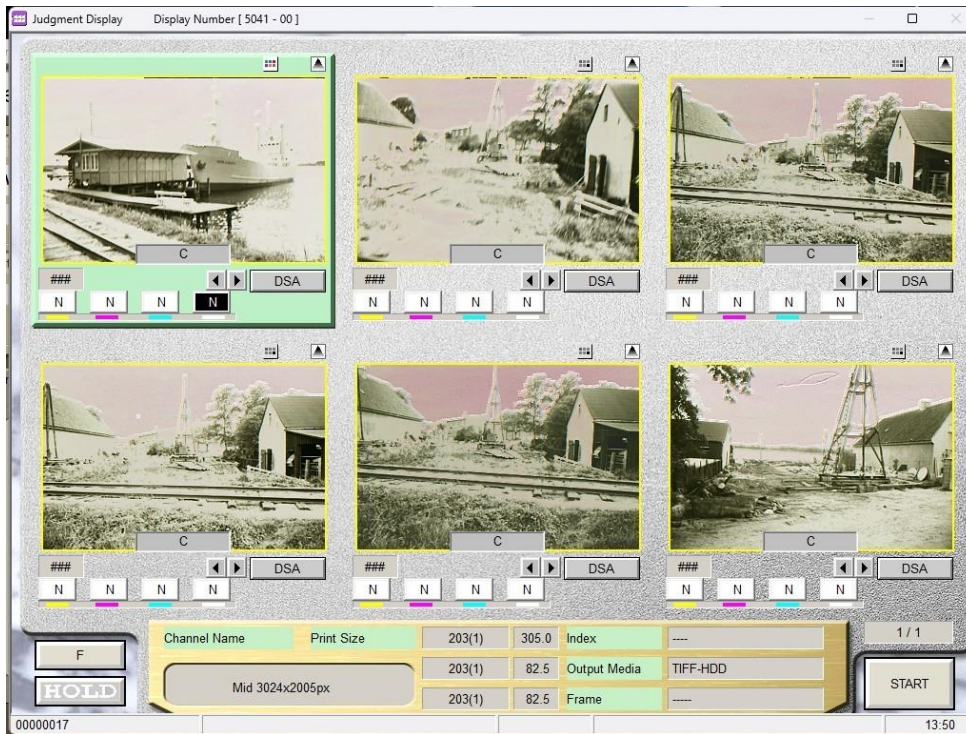 Judgment Display Display Number [ 5041 - 00 ]
C C C
### DSA ### DSA ### DSA
N N N N N N N N N N N N
C C C
### DSA ### DSA ### DSA
N N N N N N N N N N N N
Channel Name Print Size 203(1) 305.0 Index ---- 1 / 1
F
203(1) 82.5 Output Media TIFF-HDD
Mid 3024x2005px
START
HOLD
203(1) 82.5 Frame -----
00000017 13:50